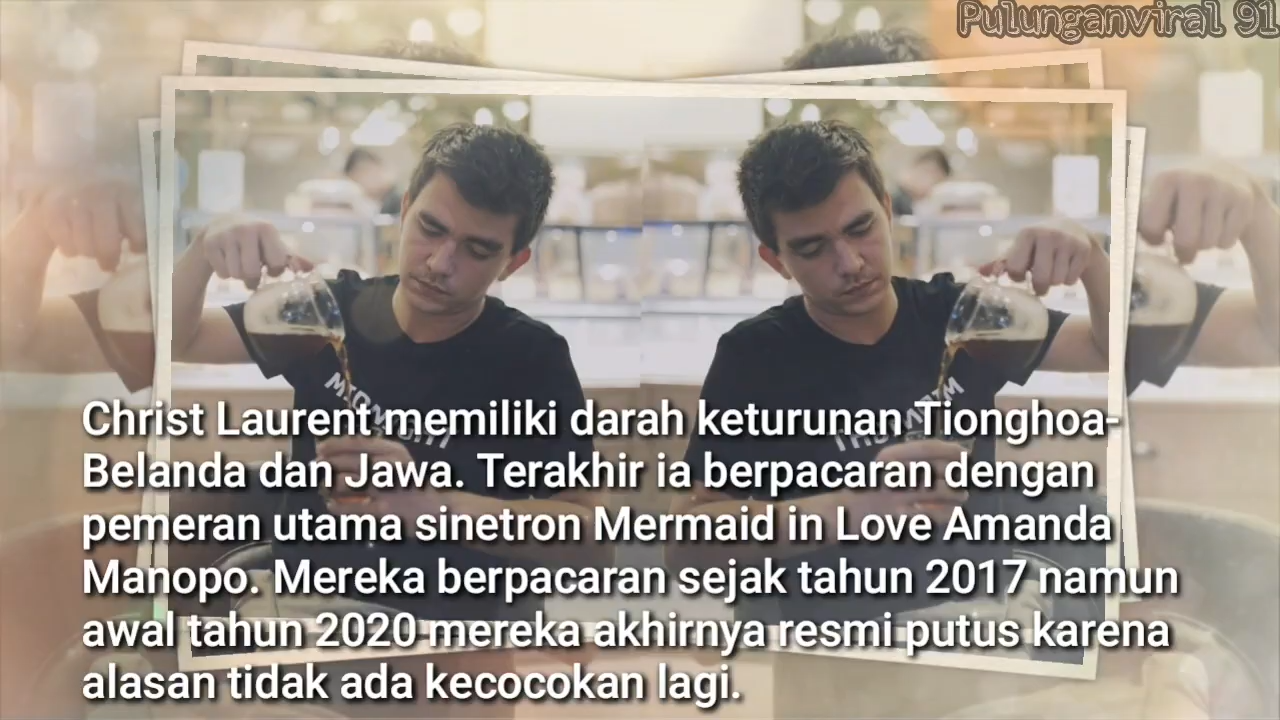 Pulunganviral 91
Christ Laurent memiliki darah keturunan Tionghoa-
Belanda dan Jawa. Terakhir ia berpacaran dengan
pemeran utama sinetron Mermaid in Love Amanda
Manopo. Mereka berpacaran sejak tahun 2017 namun
awal tahun 2020 mereka akhirnya resmi putus karena
alasan tidak ada kecocokan lagi.